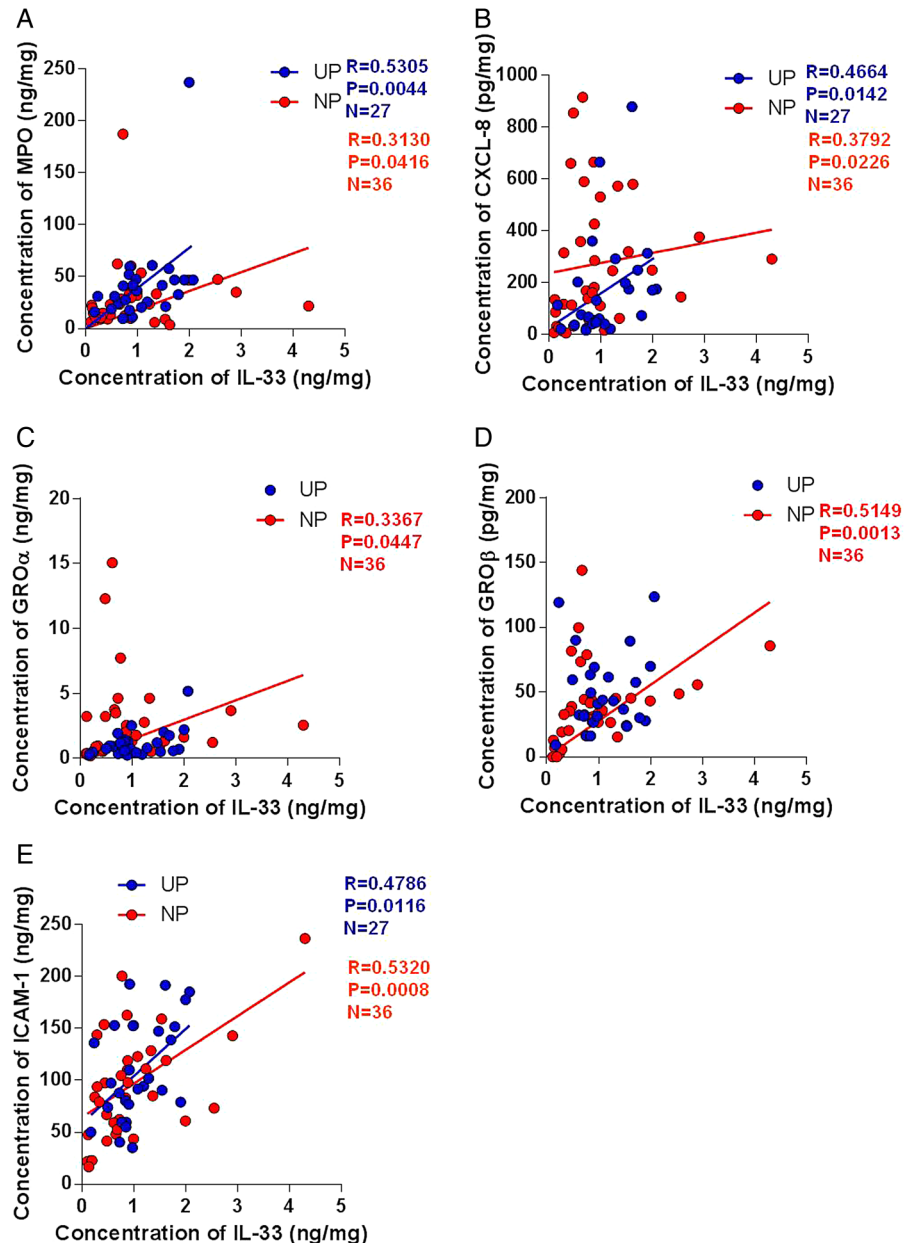 A
Concentration of MPO (ng/mg)
250
200
150
100
50
0
0 1 2 3 4 5
Concentration of IL-33 (ng/mg)
UP
NP
R=0.5305
P=0.0044
N=27
R=0.3130
P=0.0416
N=36
B
Concentration of CXCL-8 (pg/mg)
1000
800
600
400
200
0
0 1 2 3 4 5
Concentration of IL-33 (ng/mg)
UP
NP
R=0.4664
P=0.0142
N=27
R=0.3792
P=0.0226
N=36
C
Concentration of GROα (ng/mg)
20
15
10
5
0
0 1 2 3 4 5
Concentration of IL-33 (ng/mg)
UP
NP
R=0.3367
P=0.0447
N=36
D
Concentration of GROβ (pg/mg)
200
150
100
50
0
0 1 2 3 4 5
Concentration of IL-33 (ng/mg)
UP
NP
R=0.5149
P=0.0013
N=36
E
Concentration of ICAM-1 (ng/mg)
250
200
150
100
50
0
0 1 2 3 4 5
Concentration of IL-33 (ng/mg)
UP
NP
R=0.4786
P=0.0116
N=27
R=0.5320
P=0.0008
N=36